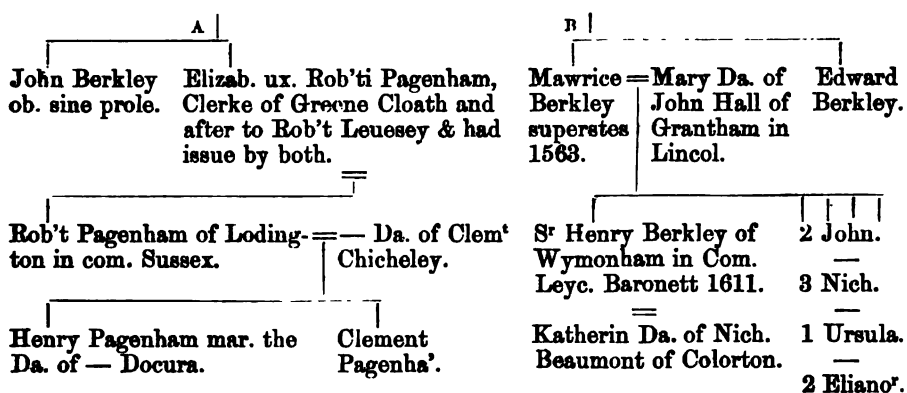 A
John Berkley
ob. sine prole.
Elizab. ux. Rob'ti Pagenham,
Clerke of Greene Cloath and
after to Rob't Leuesey & had
issue by both.
Rob't Pagenham of Loding-
ton in com. Sussex.
— Da. of Clemᵗ
Chicheley.
Henry Pagenham mar. the
Da. of — Docura.
Clement
Pagenha'.
B
Mawrice
Berkley
superstes
1563.
Mary Da. of
John Hall of
Grantham in
Lincol.
Edward
Berkley.
Sʳ Henry Berkley of
Wymonham in Com.
Leyc. Baronett 1611.
Katherin Da. of Nich.
Beaumont of Colorton.
2 John.
3 Nich.
1 Ursula.
2 Elianoʳ.